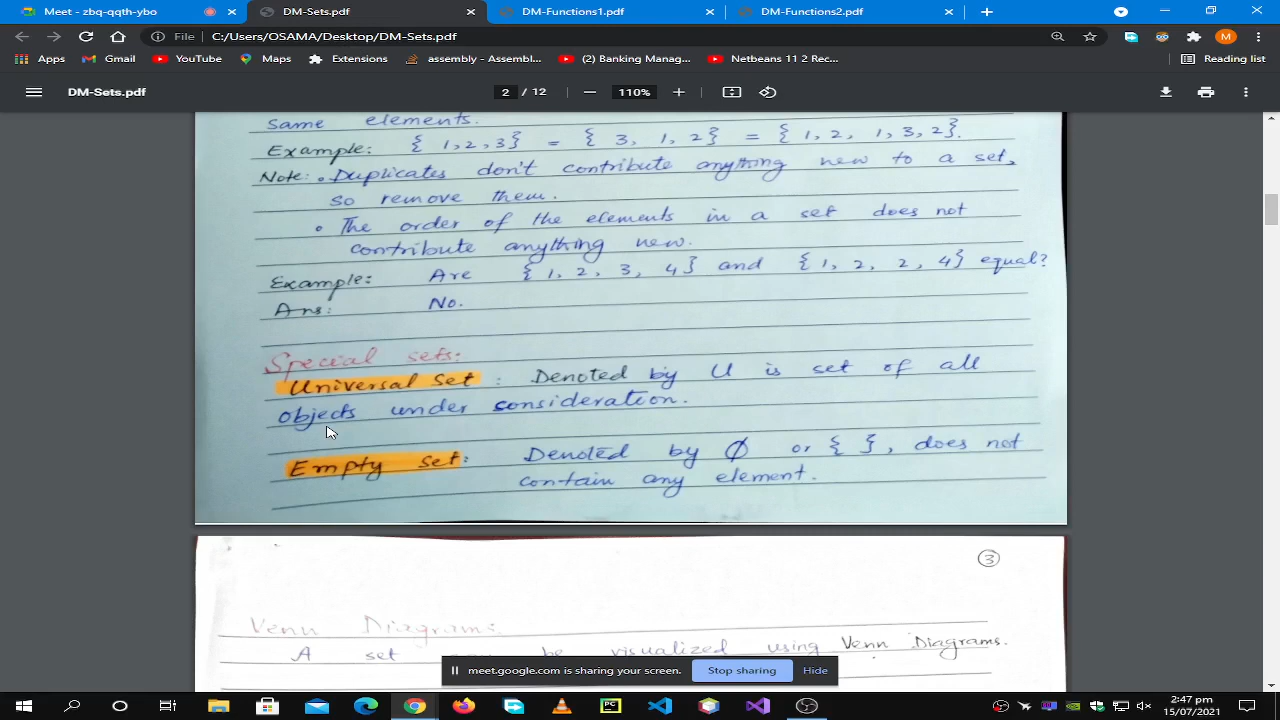 Meet - zbq-qqth-ybo
DM-Sets.pdf
DM-Functions1.pdf
DM-Functions2.pdf
File
C:/Users/OSAMA/Desktop/DM-Sets.pdf
M
Apps
Gmail
YouTube
Maps
Extensions
assembly - Assembl...
(2) Banking Manag...
Netbeans 11 2 Rec...
Reading list
DM-Sets.pdf
2 / 12
110%
same elements.
Example: { 1,2,3} = { 3, 1, 2} = { 1, 2, 1, 3, 2}.
Note: • Duplicates don't contribute anything new to a set,
so remove them.
• The order of the elements in a set does not
contribute anything new.
Example: Are { 1, 2, 3, 4} and { 1, 2, 2, 4} equal?
Ans: No.
Special sets:
Universal set : Denoted by U is set of all
objects under consideration.
Empty set: Denoted by ∅ or { }, does not
contain any element.
3
Venn Diagrams.
A set be visualized using Venn Diagrams.
meet.google.com is sharing your screen.
Stop sharing
Hide
2:47 pm
15/07/2021